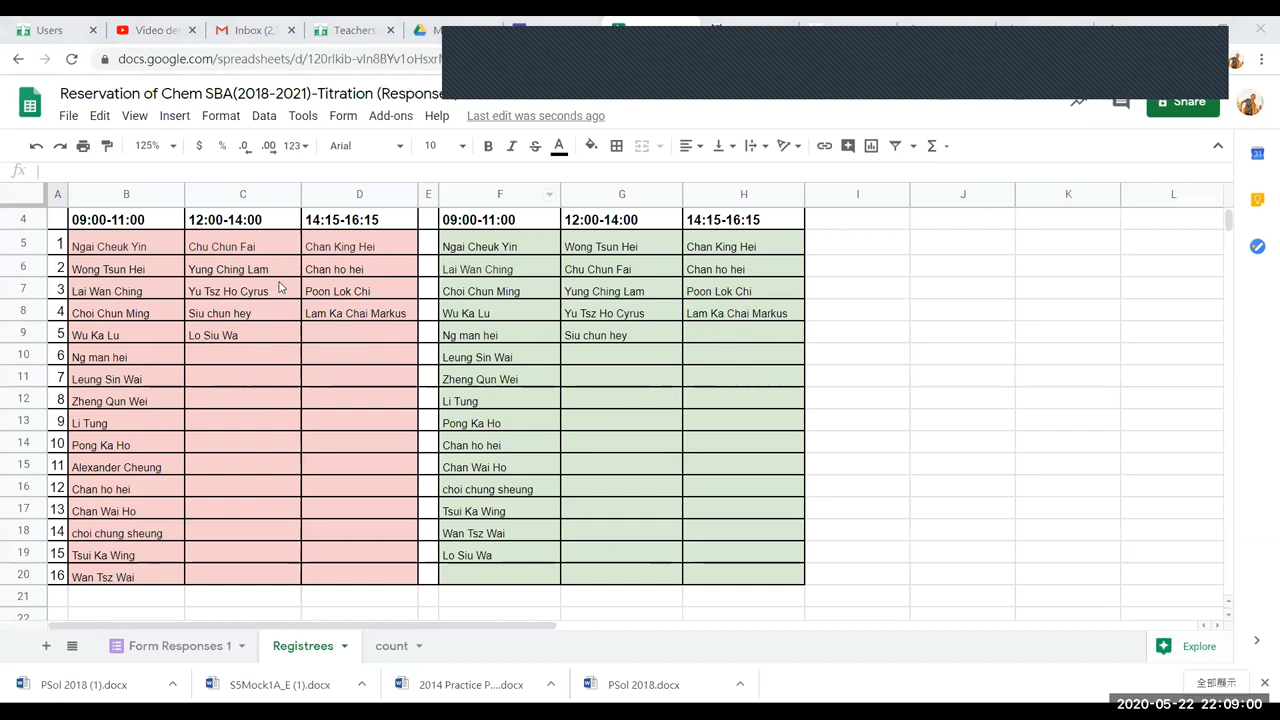 Users
Video de
Gmail
Inbox (2,
Teachers
docs.google.com/spreadsheets/d/
Reservation of Chem SBA(2018-2021)-Titration (Response
File Edit View Insert Format Data Tools Form Add-ons Help Last edit was seconds ago
Share
125% $ % .0 .00 123 Arial 10 B I S A
fx
A B C D E F G H I J K L
4 09:00-11:00 12:00-14:00 14:15-16:15 09:00-11:00 12:00-14:00 14:15-16:15
5 1 Ngai Cheuk Yin Chu Chun Fai Chan King Hei Ngai Cheuk Yin Wong Tsun Hei Chan King Hei
6 2 Wong Tsun Hei Yung Ching Lam Chan ho hei Lai Wan Ching Chu Chun Fai Chan ho hei
7 3 Lai Wan Ching Yu Tsz Ho Cyrus Poon Lok Chi Choi Chun Ming Yung Ching Lam Poon Lok Chi
8 4 Choi Chun Ming Siu chun hey Lam Ka Chai Markus Wu Ka Lu Yu Tsz Ho Cyrus Lam Ka Chai Markus
9 5 Wu Ka Lu Lo Siu Wa Ng man hei Siu chun hey
10 6 Ng man hei Leung Sin Wai
11 7 Leung Sin Wai Zheng Qun Wei
12 8 Zheng Qun Wei Li Tung
13 9 Li Tung Pong Ka Ho
14 10 Pong Ka Ho Chan ho hei
15 11 Alexander Cheung Chan Wai Ho
16 12 Chan ho hei choi chung sheung
17 13 Chan Wai Ho Tsui Ka Wing
18 14 choi chung sheung Wan Tsz Wai
19 15 Tsui Ka Wing Lo Siu Wa
20 16 Wan Tsz Wai
21
22
Form Responses 1 Registrees count Explore
PSol 2018 (1).docx S5Mock1A_E (1).docx 2014 Practice P....docx PSol 2018.docx 全部顯示
2020-05-22 22:09:00